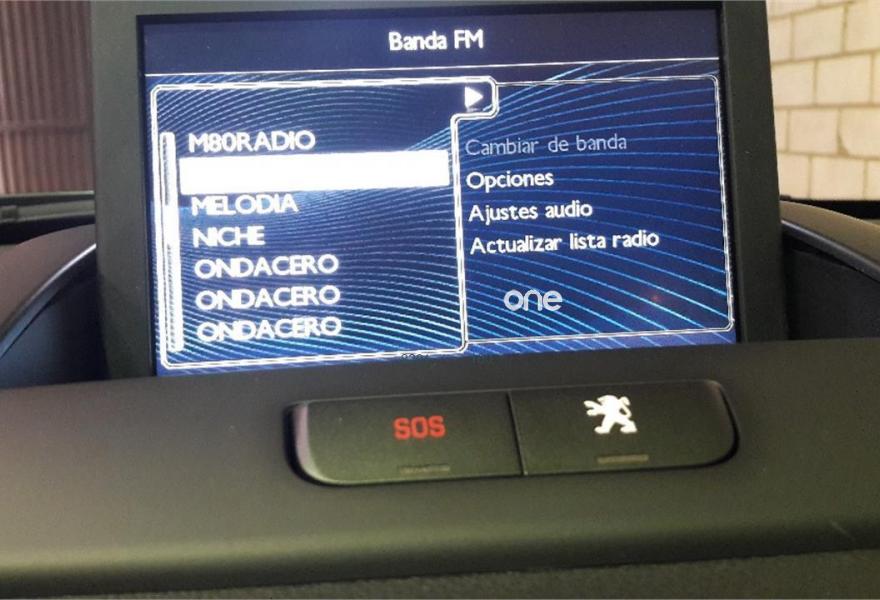 Banda FM
M80RADIO
MELODIA
NICHE
ONDACERO
ONDACERO
ONDACERO
Cambiar de banda
Opciones
Ajustes audio
Actualizar lista radio
one
SOS